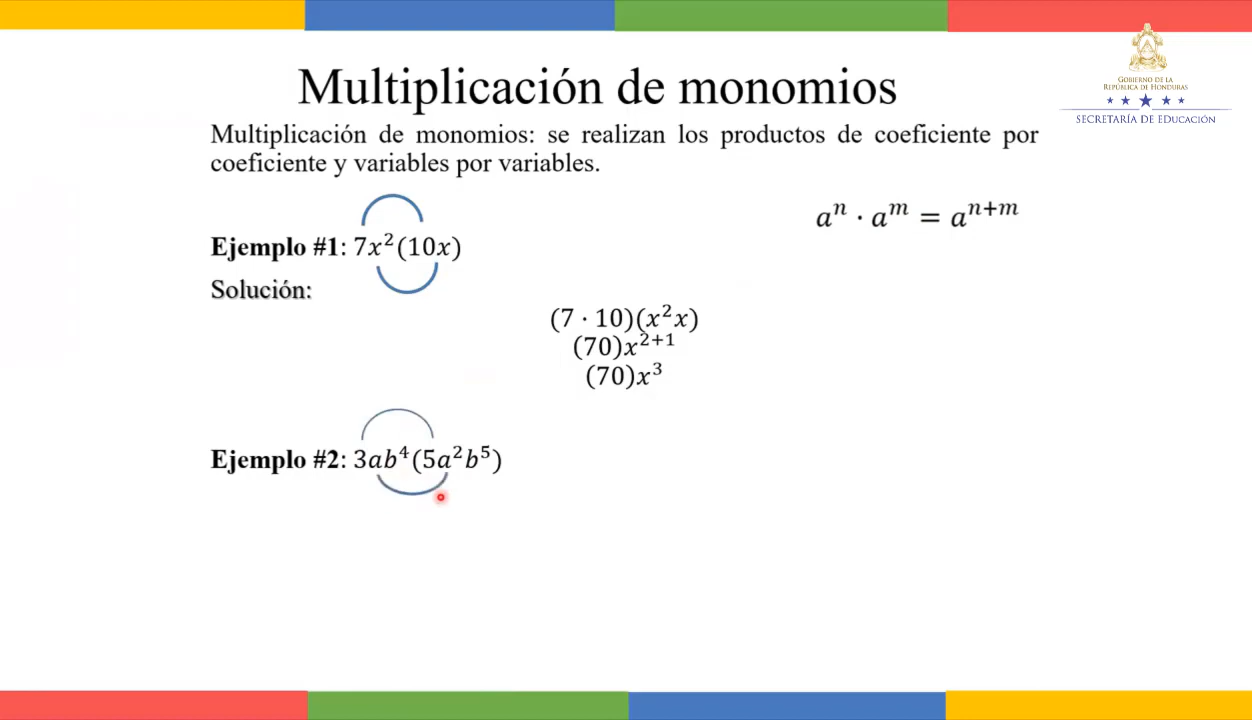 Multiplicación de monomios
GOBIERNO DE LA
REPÚBLICA DE HONDURAS
SECRETARÍA DE EDUCACIÓN
Multiplicación de monomios: se realizan los productos de coeficiente por
coeficiente y variables por variables.
aⁿ · aᵐ = aⁿ⁺ᵐ
Ejemplo #1: 7x²(10x)
Solución:
(7 · 10)(x²x)
(70)x²⁺¹
(70)x³
Ejemplo #2: 3ab⁴(5a²b⁵)